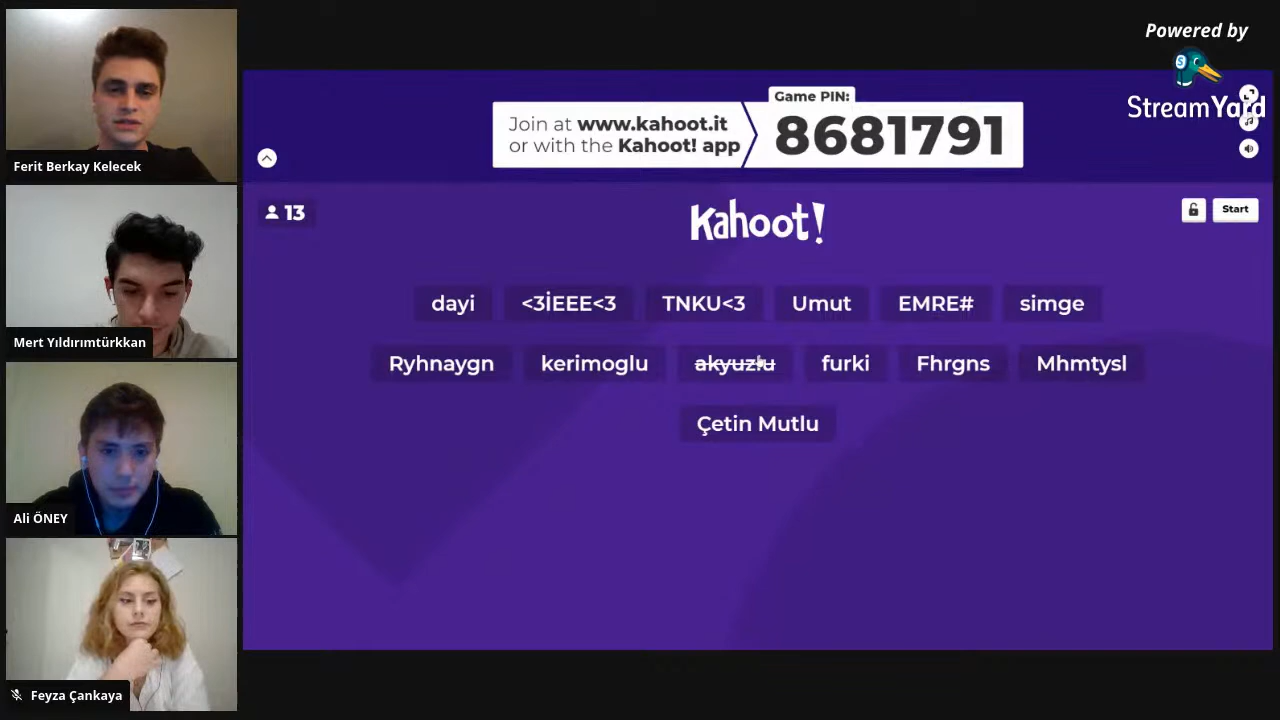 Powered by
StreamYard
Game PIN:
Join at www.kahoot.it
or with the Kahoot! app
8681791
13
Kahoot!
Start
dayi <3İEEE<3 TNKU<3 Umut EMRE# simge
Ryhnaygn kerimoglu akyuzlu furki Fhrgns Mhmtysl
Çetin Mutlu
Ferit Berkay Kelecek
Mert Yıldırımtürkkan
Ali ÖNEY
Feyza Çankaya